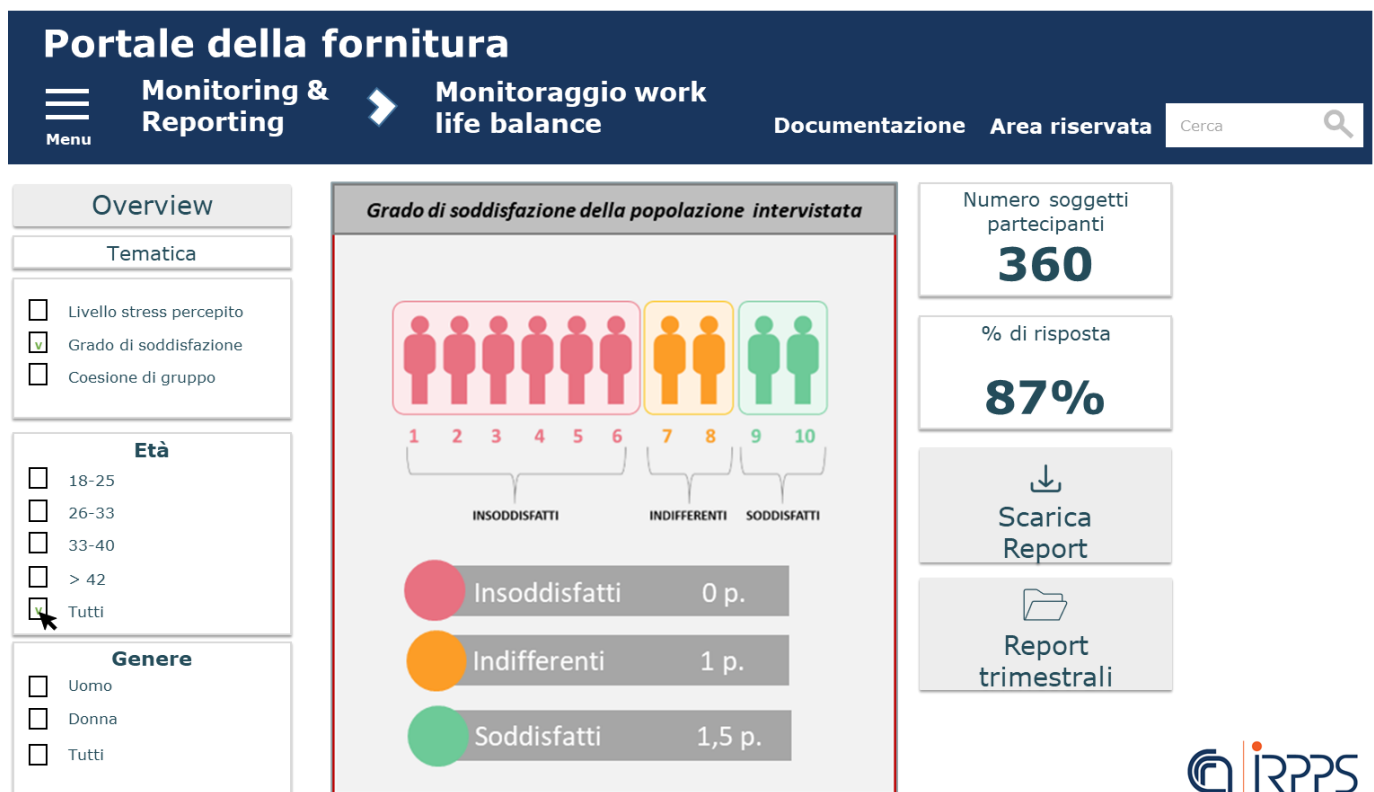 Portale della fornitura
Menu
Monitoring &
Reporting
Monitoraggio work
life balance
Documentazione
Area riservata
Cerca
Overview
Tematica
Livello stress percepito
v
Grado di soddisfazione
Coesione di gruppo
Età
18-25
26-33
33-40
> 42
v
Tutti
Genere
Uomo
Donna
Tutti
Grado di soddisfazione della popolazione intervistata
1 2 3 4 5 6 7 8 9 10
INSODDISFATTI INDIFFERENTI SODDISFATTI
Insoddisfatti 0 p.
Indifferenti 1 p.
Soddisfatti 1,5 p.
Numero soggetti
partecipanti
360
% di risposta
87%
Scarica
Report
Report
trimestrali
IRPPS